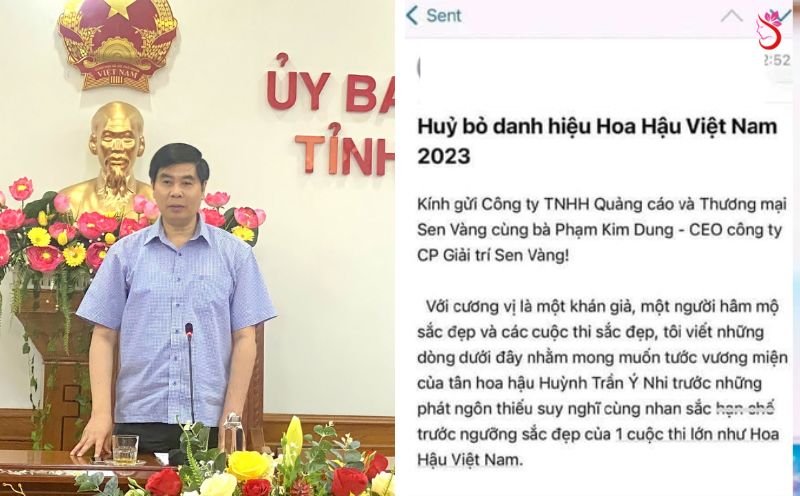 VIỆT NAM
ỦY BA
TỈNH
Sent
2:52
Huỷ bỏ danh hiệu Hoa Hậu Việt Nam
2023
Kính gửi Công ty TNHH Quảng cáo và Thương mại
Sen Vàng cùng bà Phạm Kim Dung - CEO công ty
CP Giải trí Sen Vàng!
Với cương vị là một khán giả, một người hâm mộ
sắc đẹp và các cuộc thi sắc đẹp, tôi viết những
dòng dưới đây nhằm mong muốn tước vương miện
của tân hoa hậu Huỳnh Trần Ý Nhi trước những
phát ngôn thiếu suy nghĩ cùng nhan sắc hạn chế
trước ngưỡng sắc đẹp của 1 cuộc thi lớn như Hoa
Hậu Việt Nam.